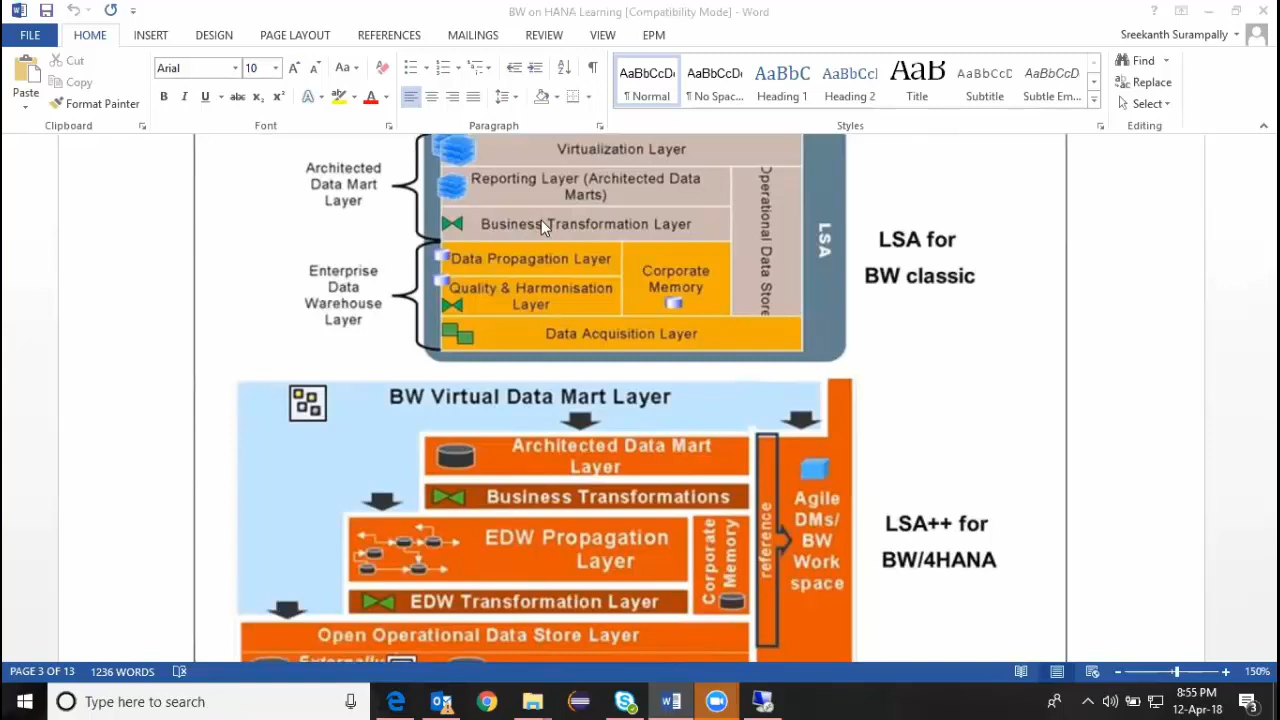 BW on HANA Learning [Compatibility Mode] - Word
FILE
HOME
INSERT
DESIGN
PAGE LAYOUT
REFERENCES
MAILINGS
REVIEW
VIEW
EPM
Sreekanth Surampally
Paste
Cut
Copy
Format Painter
Clipboard
Arial
10
Font
Paragraph
AaBbCcDc
¶ Normal
AaBbCcDc
¶ No Spac...
AaBbC
Heading 1
AaBbCcI
Heading 2
AaB
Title
AaBbCcD
Subtitle
AaBbCcDc
Subtle Em...
Styles
Find
Replace
Select
Editing
Architected
Data Mart
Layer
Enterprise
Data
Warehouse
Layer
Virtualization Layer
Reporting Layer (Architected Data
Marts)
Business Transformation Layer
Data Propagation Layer
Quality & Harmonisation
Layer
Corporate
Memory
Data Acquisition Layer
Operational Data Store
LSA
LSA for
BW classic
BW Virtual Data Mart Layer
Architected Data Mart
Layer
Business Transformations
EDW Propagation
Layer
EDW Transformation Layer
Corporate
Memory
reference
Agile
DMs/
BW
Work
space
Open Operational Data Store Layer
Externally
LSA++ for
BW/4HANA
PAGE 3 OF 13
1236 WORDS
150%
Type here to search
8:55 PM
12-Apr-18
3